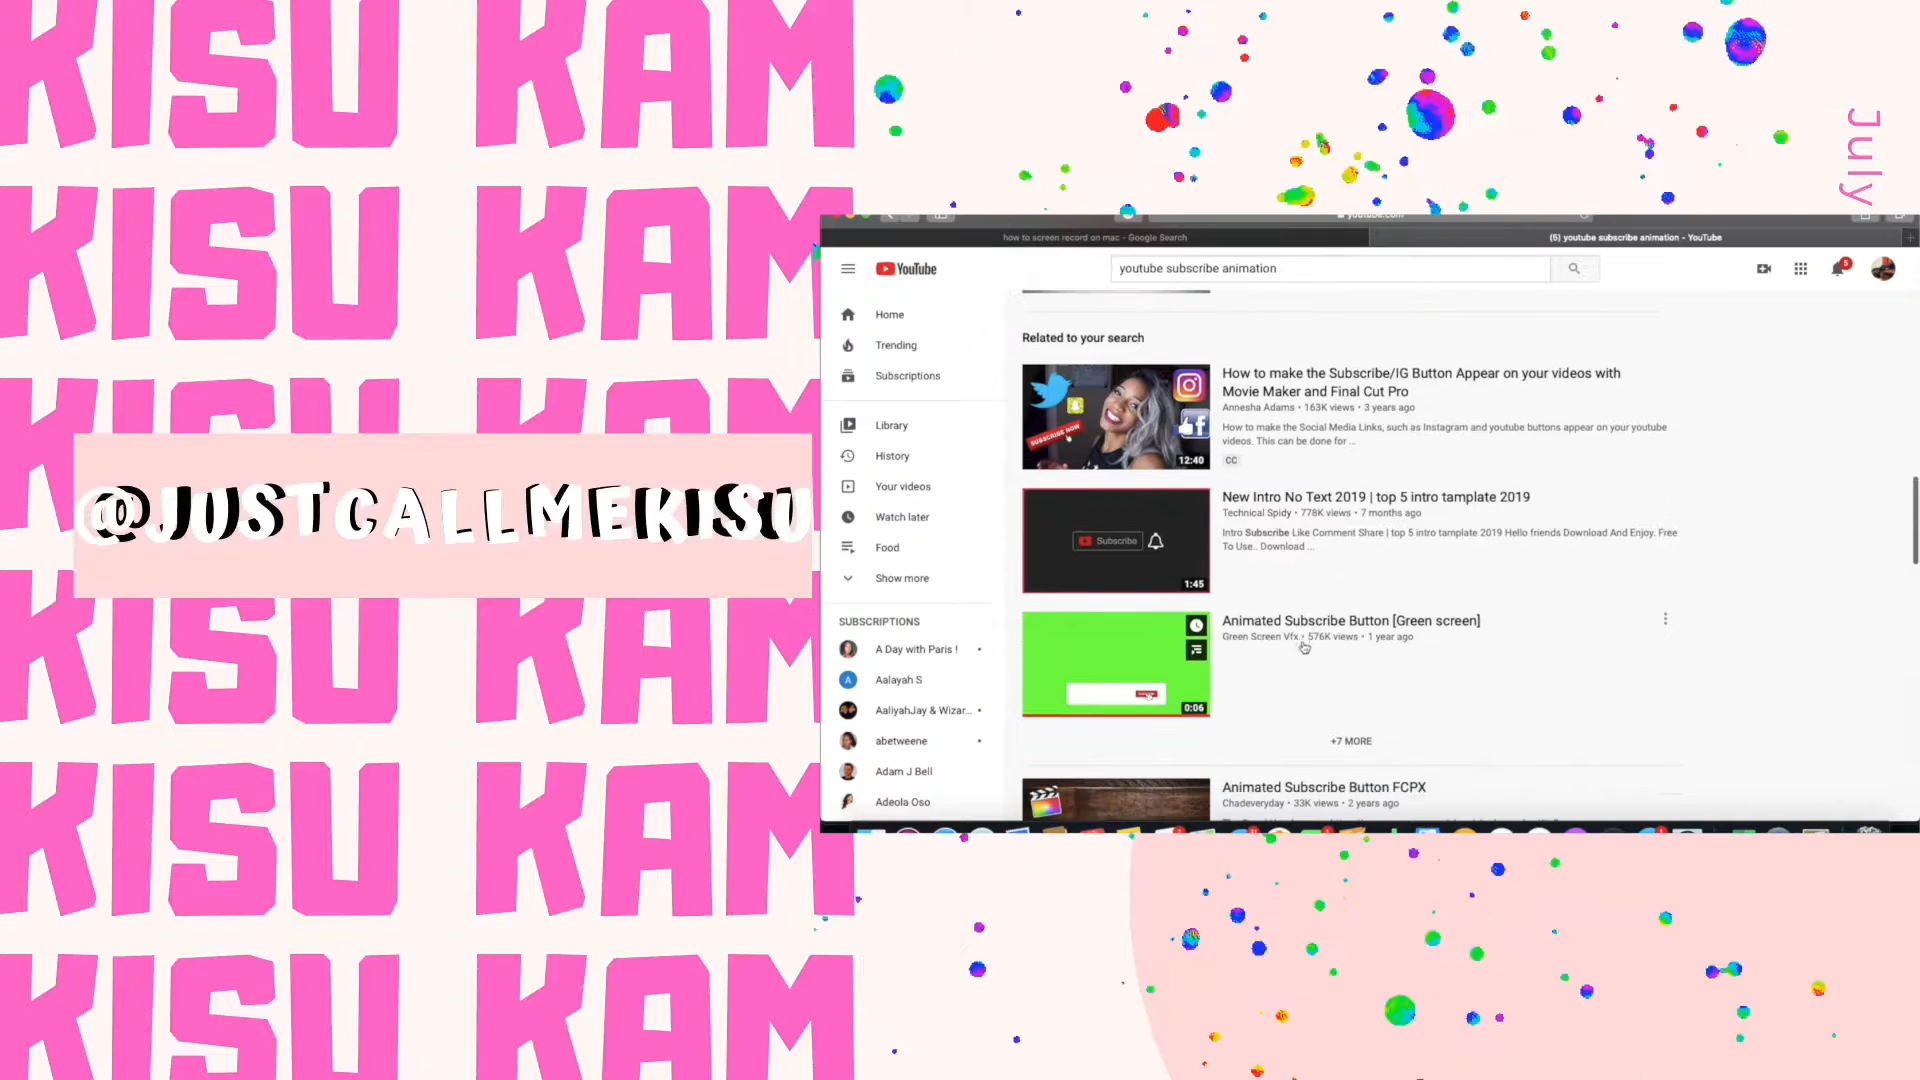 KISU KAM
KISU KAM
KISU KAM
@JUSTCALLMEKISU
KISU KAM
KISU KAM
KISU KAM
July
youtube.com
how to screen record on mac - Google Search
(5) youtube subscribe animation - YouTube
YouTube
youtube subscribe animation
5
Home
Trending
Subscriptions
Library
History
Your videos
Watch later
Food
Show more
SUBSCRIPTIONS
A Day with Paris !
A
Aalayah S
AaliyahJay & Wizar...
abetweene
Adam J Bell
Adeola Oso
Related to your search
SUBSCRIBE NOW
12:40
How to make the Subscribe/IG Button Appear on your videos with
Movie Maker and Final Cut Pro
Annesha Adams • 163K views • 3 years ago
How to make the Social Media Links, such as Instagram and youtube buttons appear on your youtube
videos. This can be done for ...
CC
Subscribe
1:45
New Intro No Text 2019 | top 5 intro tamplate 2019
Technical Spidy • 778K views • 7 months ago
Intro Subscribe Like Comment Share | top 5 intro tamplate 2019 Hello friends Download And Enjoy. Free
To Use.. Download ...
0:06
Animated Subscribe Button [Green screen]
Green Screen Vfx • 576K views • 1 year ago
+7 MORE
Animated Subscribe Button FCPX
Chadeveryday • 33K views • 2 years ago